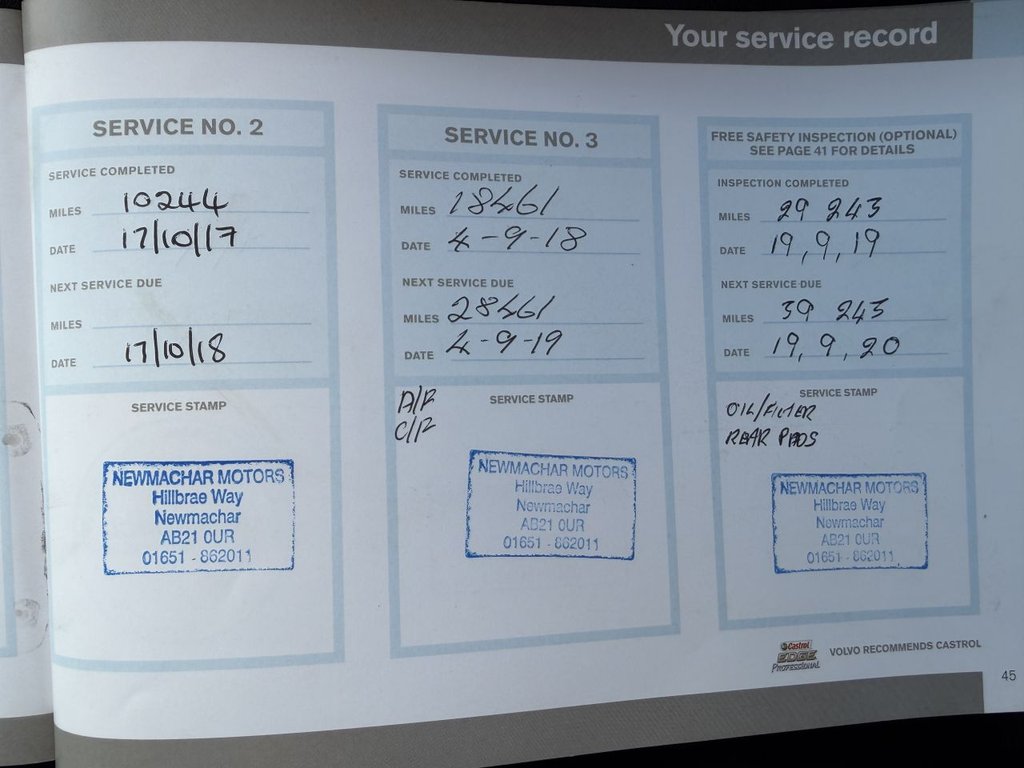 Your service record
SERVICE NO. 2
SERVICE COMPLETED
MILES 10244
DATE 17/10/17
NEXT SERVICE DUE
MILES
DATE 17/10/18
SERVICE STAMP
NEWMACHAR MOTORS
Hillbrae Way
Newmachar
AB21 0UR
01651 - 862011
SERVICE NO. 3
SERVICE COMPLETED
MILES 18461
DATE 4-9-18
NEXT SERVICE DUE
MILES 28461
DATE 4-9-19
A/F
C/F
SERVICE STAMP
NEWMACHAR MOTORS
Hillbrae Way
Newmachar
AB21 0UR
01651 - 862011
FREE SAFETY INSPECTION (OPTIONAL)
SEE PAGE 41 FOR DETAILS
INSPECTION COMPLETED
MILES 29 243
DATE 19,9,19
NEXT SERVICE DUE
MILES 39 243
DATE 19,9,20
SERVICE STAMP
OIL/FILTER
REAR PADS
NEWMACHAR MOTORS
Hillbrae Way
Newmachar
AB21 0UR
01651 - 862011
Castrol
EDGE
Professional
VOLVO RECOMMENDS CASTROL
45